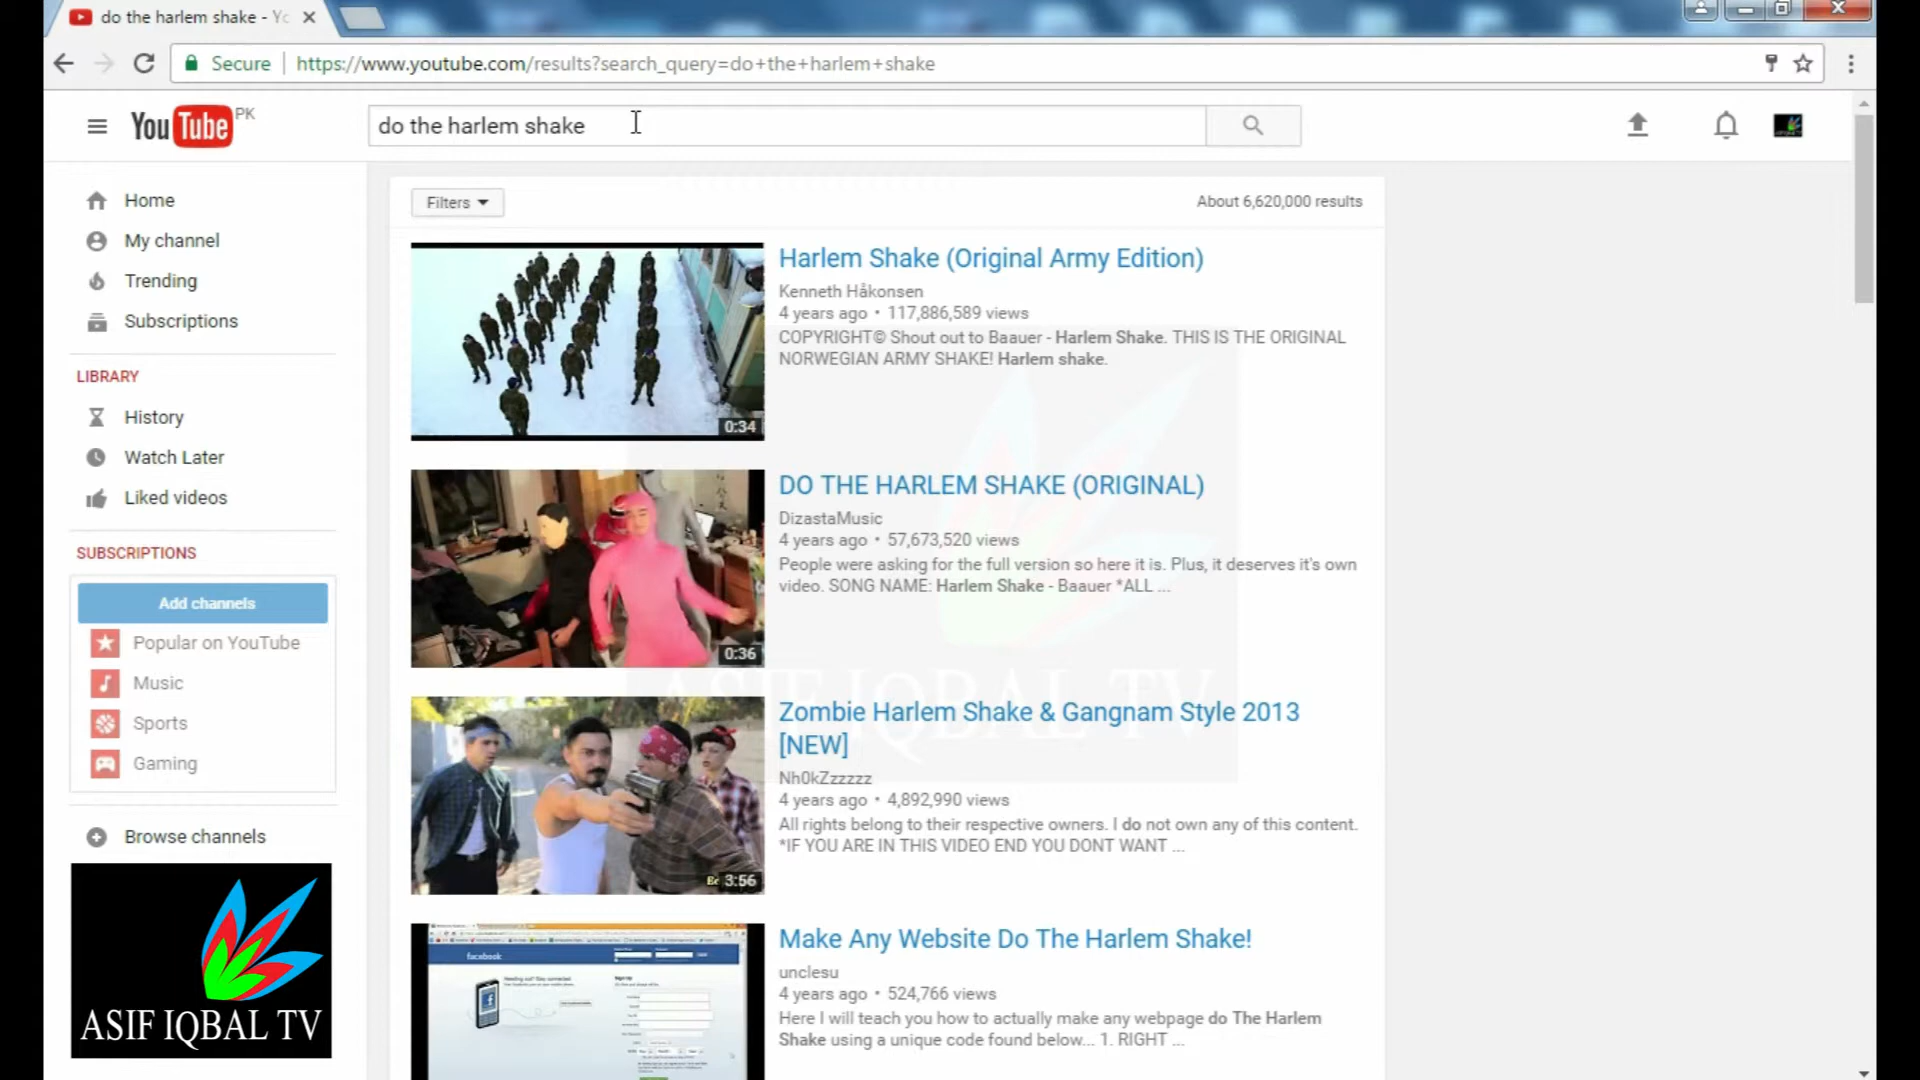 do the harlem shake - Yo
Secure
https://www.youtube.com/results?search_query=do+the+harlem+shake
YouTube PK
do the harlem shake
Home
My channel
Trending
Subscriptions
LIBRARY
History
Watch Later
Liked videos
SUBSCRIPTIONS
Add channels
Popular on YouTube
Music
Sports
Gaming
Browse channels
ASIF IQBAL TV
Filters
About 6,620,000 results
0:34
Harlem Shake (Original Army Edition)
Kenneth Håkonsen
4 years ago • 117,886,589 views
COPYRIGHT© Shout out to Baauer - Harlem Shake. THIS IS THE ORIGINAL
NORWEGIAN ARMY SHAKE! Harlem shake.
0:36
DO THE HARLEM SHAKE (ORIGINAL)
DizastaMusic
4 years ago • 57,673,520 views
People were asking for the full version so here it is. Plus, it deserves it's own
video. SONG NAME: Harlem Shake - Baauer *ALL ...
3:56
Zombie Harlem Shake & Gangnam Style 2013
[NEW]
Nh0kZzzzzz
4 years ago • 4,892,990 views
All rights belong to their respective owners. I do not own any of this content.
*IF YOU ARE IN THIS VIDEO END YOU DONT WANT ...
ASIF IQBAL TV
facebook
Make Any Website Do The Harlem Shake!
unclesu
4 years ago • 524,766 views
Here I will teach you how to actually make any webpage do The Harlem
Shake using a unique code found below... 1. RIGHT ...